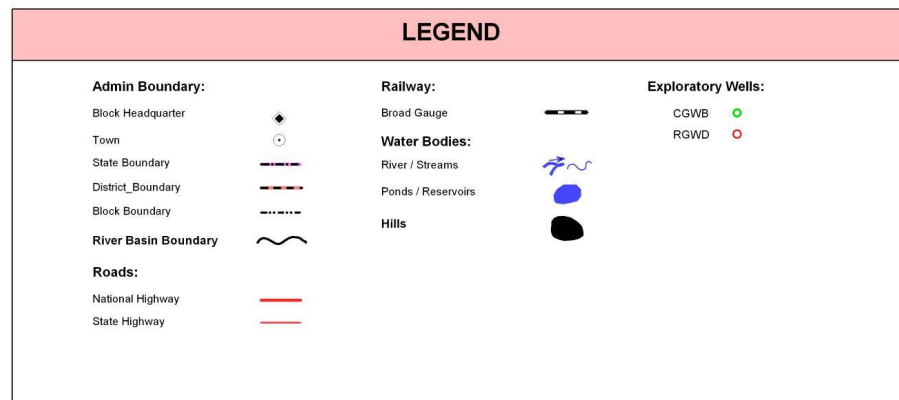 LEGEND
Admin Boundary:
Block Headquarter
Town
State Boundary
District_Boundary
Block Boundary
River Basin Boundary
Roads:
National Highway
State Highway
Railway:
Broad Gauge
Water Bodies:
River / Streams
Ponds / Reservoirs
Hills
Exploratory Wells:
CGWB
RGWD